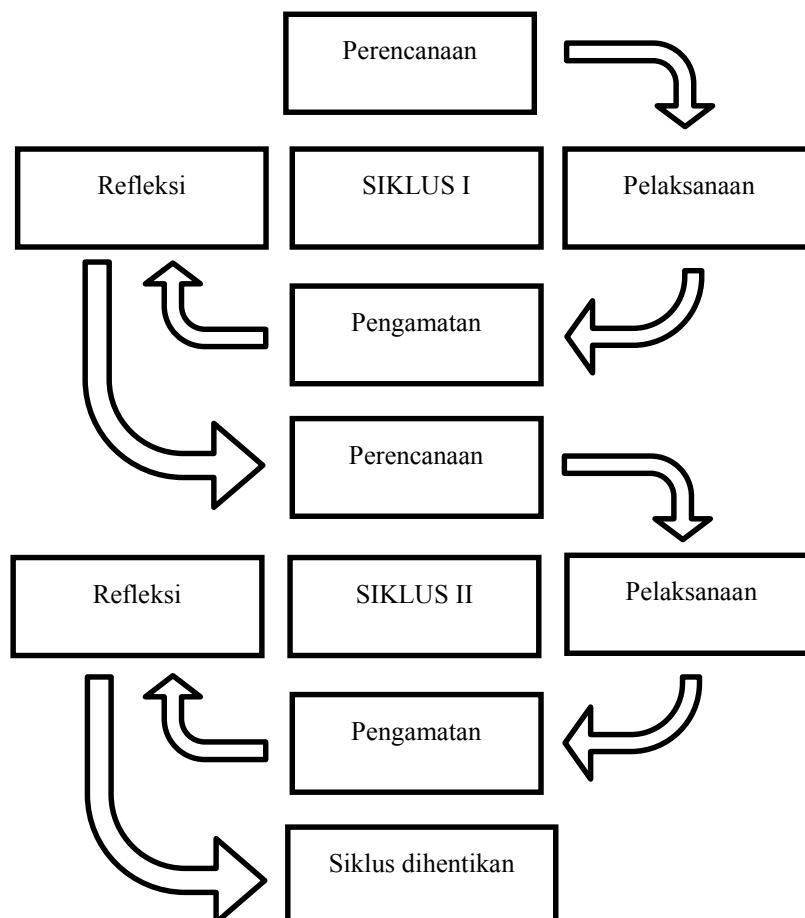 Perencanaan
Refleksi
SIKLUS I
Pelaksanaan
Pengamatan
Perencanaan
Refleksi
SIKLUS II
Pelaksanaan
Pengamatan
Siklus dihentikan